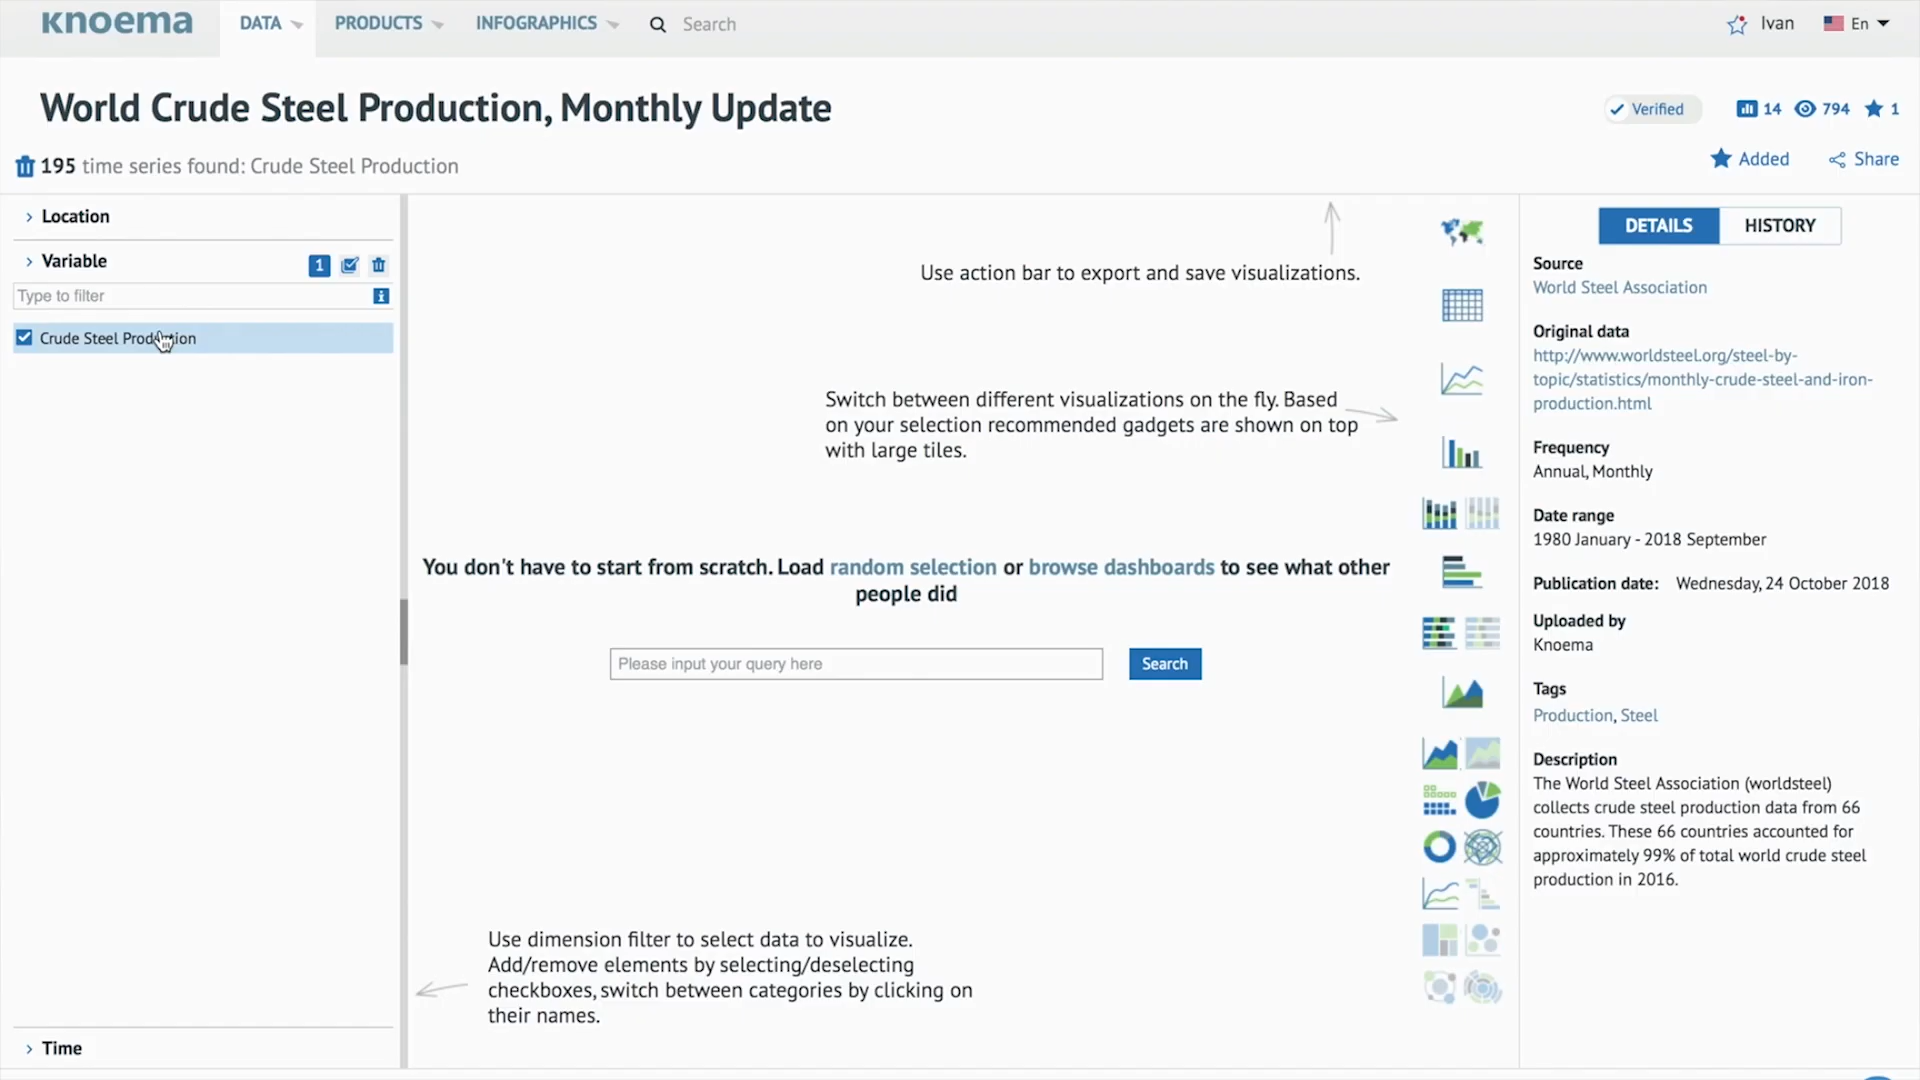 knoema
DATA
PRODUCTS
INFOGRAPHICS
Search
Ivan
En
World Crude Steel Production, Monthly Update
Verified
14
794
1
195 time series found: Crude Steel Production
Added
Share
Location
Variable
1
Type to filter
Crude Steel Production
Time
Use action bar to export and save visualizations.
Switch between different visualizations on the fly. Based
on your selection recommended gadgets are shown on top
with large tiles.
You don't have to start from scratch. Load random selection or browse dashboards to see what other
people did
Please input your query here
Search
Use dimension filter to select data to visualize.
Add/remove elements by selecting/deselecting
checkboxes, switch between categories by clicking on
their names.
DETAILS
HISTORY
Source
World Steel Association
Original data
http://www.worldsteel.org/steel-by-
topic/statistics/monthly-crude-steel-and-iron-
production.html
Frequency
Annual, Monthly
Date range
1980 January - 2018 September
Publication date: Wednesday, 24 October 2018
Uploaded by
Knoema
Tags
Production, Steel
Description
The World Steel Association (worldsteel)
collects crude steel production data from 66
countries. These 66 countries accounted for
approximately 99% of total world crude steel
production in 2016.